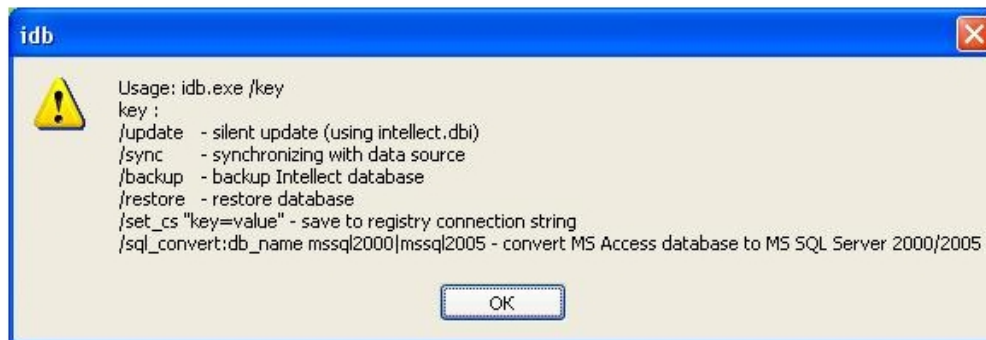 idb
Usage: idb.exe /key
key :
/update - silent update (using intellect.dbi)
/sync - synchronizing with data source
/backup - backup Intellect database
/restore - restore database
/set_cs "key=value" - save to registry connection string
/sql_convert:db_name mssql2000|mssql2005 - convert MS Access database to MS SQL Server 2000/2005
OK